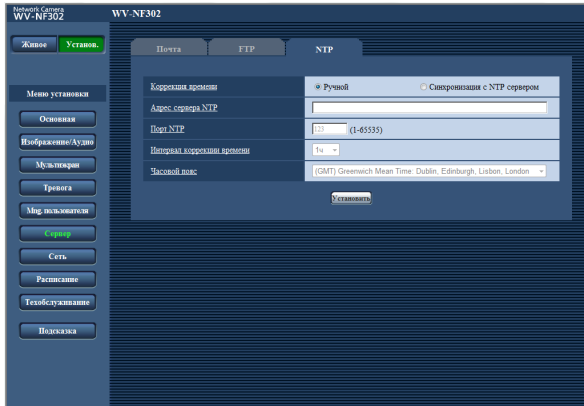 Network Camera
WV-NF302
WV-NF302
Живое Установ.
Почта FTP NTP
Меню установки
Основная
Изображение/Аудио
Мультиэкран
Тревога
Mng. пользователя
Сервер
Сеть
Расписание
Техобслуживание
Подсказка
Коррекция времени Ручной Синхронизация с NTP сервером
Адрес сервера NTP
Порт NTP 123 (1-65535)
Интервал коррекции времени 1ч
Часовой пояс (GMT) Greenwich Mean Time: Dublin, Edinburgh, Lisbon, London
Установить